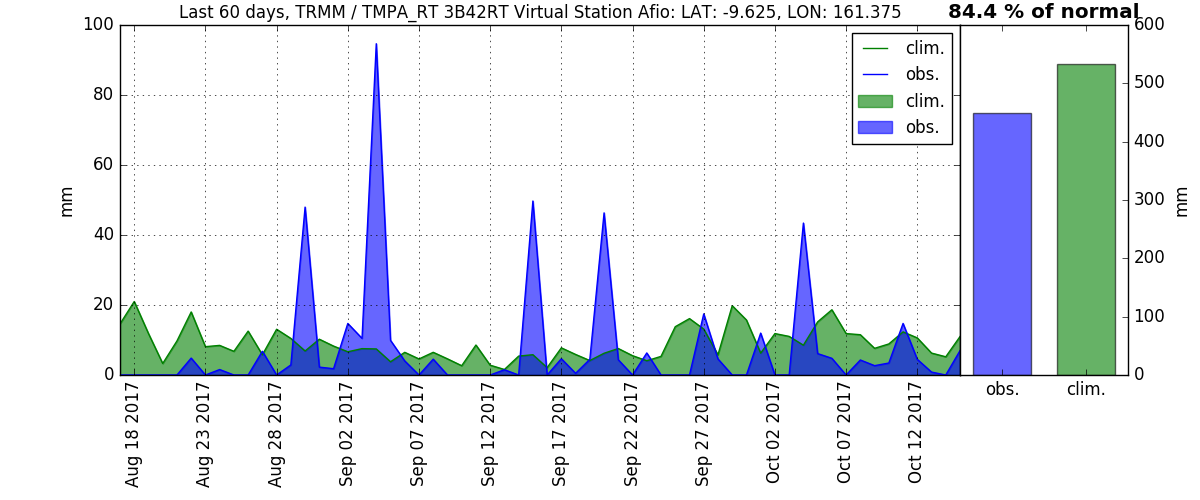 Last 60 days, TRMM / TMPA_RT 3B42RT Virtual Station Afio: LAT: -9.625, LON: 161.375
84.4 % of normal
100
80
60
40
20
0
mm
clim.
obs.
clim.
obs.
600
500
400
300
200
100
0
mm
obs.
clim.
Aug 18 2017
Aug 23 2017
Aug 28 2017
Sep 02 2017
Sep 07 2017
Sep 12 2017
Sep 17 2017
Sep 22 2017
Sep 27 2017
Oct 02 2017
Oct 07 2017
Oct 12 2017